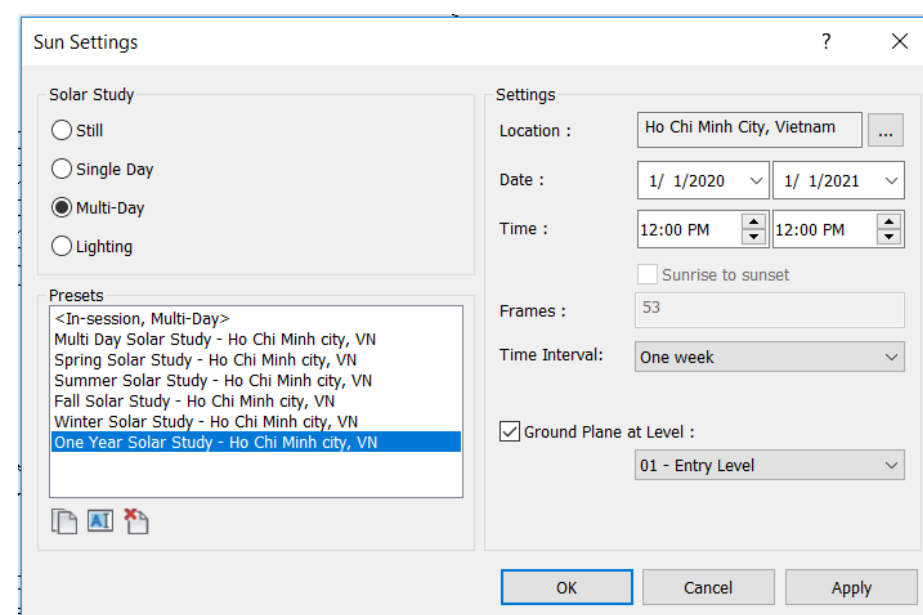 Sun Settings
?
Solar Study
Still
Single Day
Multi-Day
Lighting
Presets
<In-session, Multi-Day>
Multi Day Solar Study - Ho Chi Minh city, VN
Spring Solar Study - Ho Chi Minh city, VN
Summer Solar Study - Ho Chi Minh city, VN
Fall Solar Study - Ho Chi Minh city, VN
Winter Solar Study - Ho Chi Minh city, VN
One Year Solar Study - Ho Chi Minh city, VN
AI
Settings
Location : Ho Chi Minh City, Vietnam ...
Date : 1/ 1/2020 1/ 1/2021
Time : 12:00 PM 12:00 PM
Sunrise to sunset
Frames : 53
Time Interval: One week
Ground Plane at Level :
01 - Entry Level
OK Cancel Apply